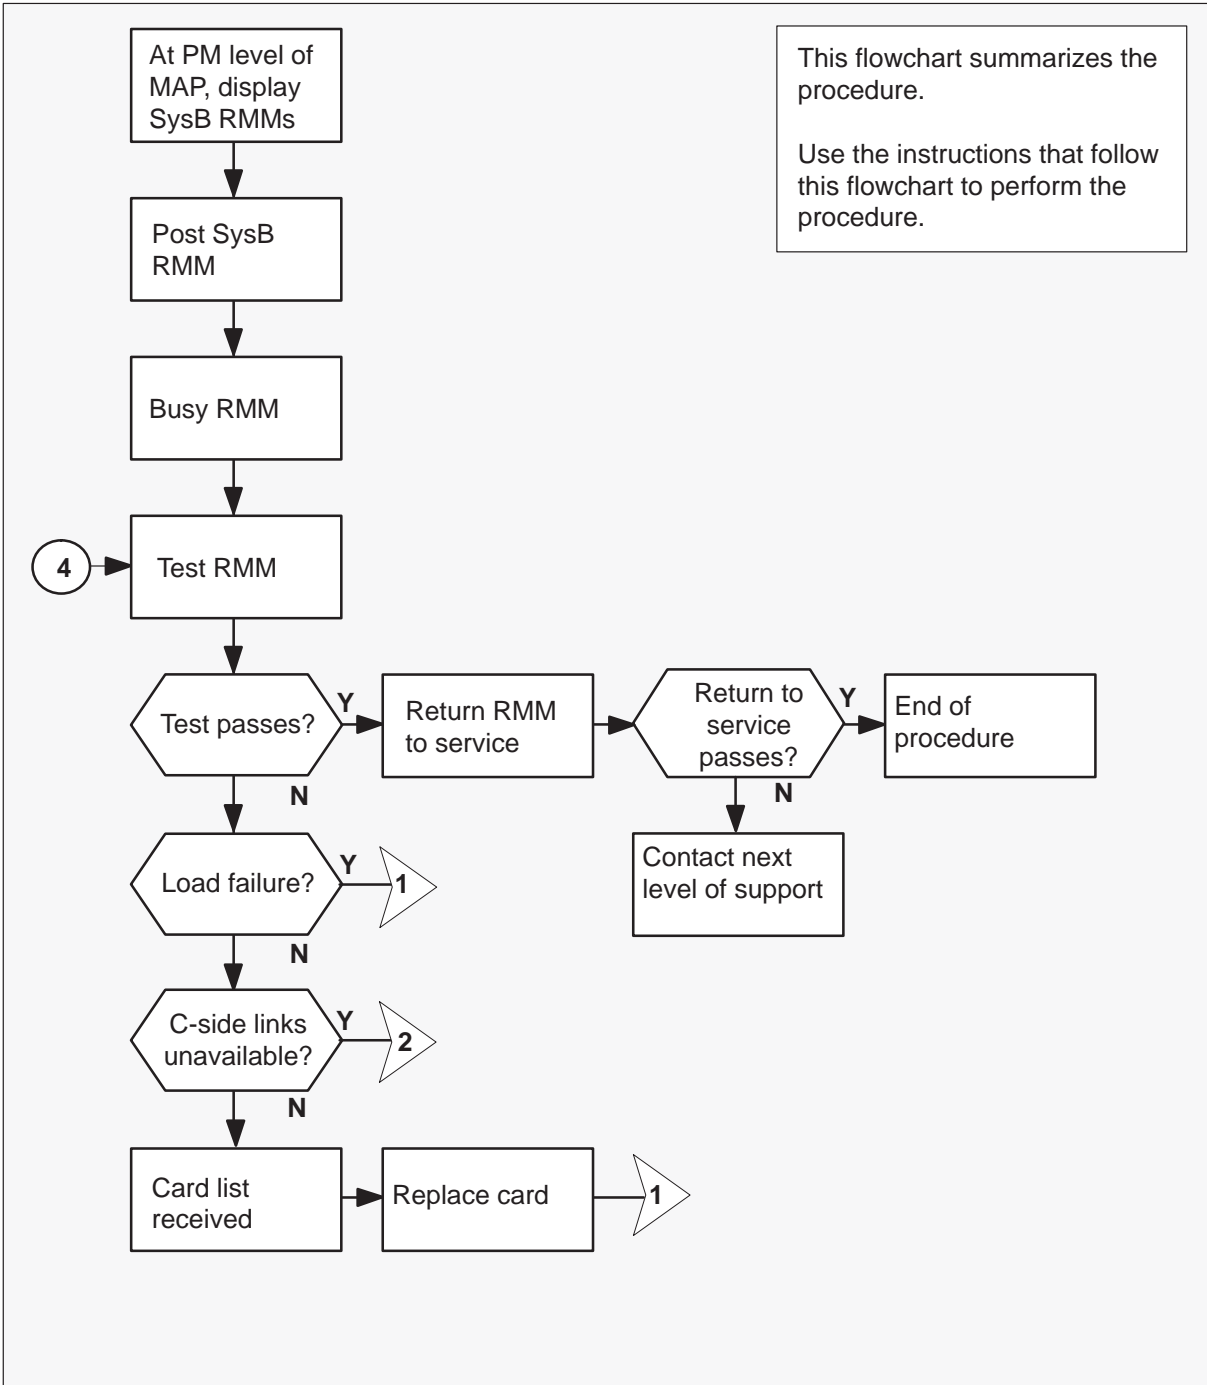 At PM level of
MAP, display
SysB RMMs
This flowchart summarizes the
procedure.
Use the instructions that follow
this flowchart to perform the
procedure.
Post SysB
RMM
Busy RMM
4
Test RMM
Test passes?
Y
N
Return RMM
to service
Return to
service
passes?
Y
N
End of
procedure
Contact next
level of support
Load failure?
Y
1
N
C-side links
unavailable?
Y
2
N
Card list
received
Replace card
1